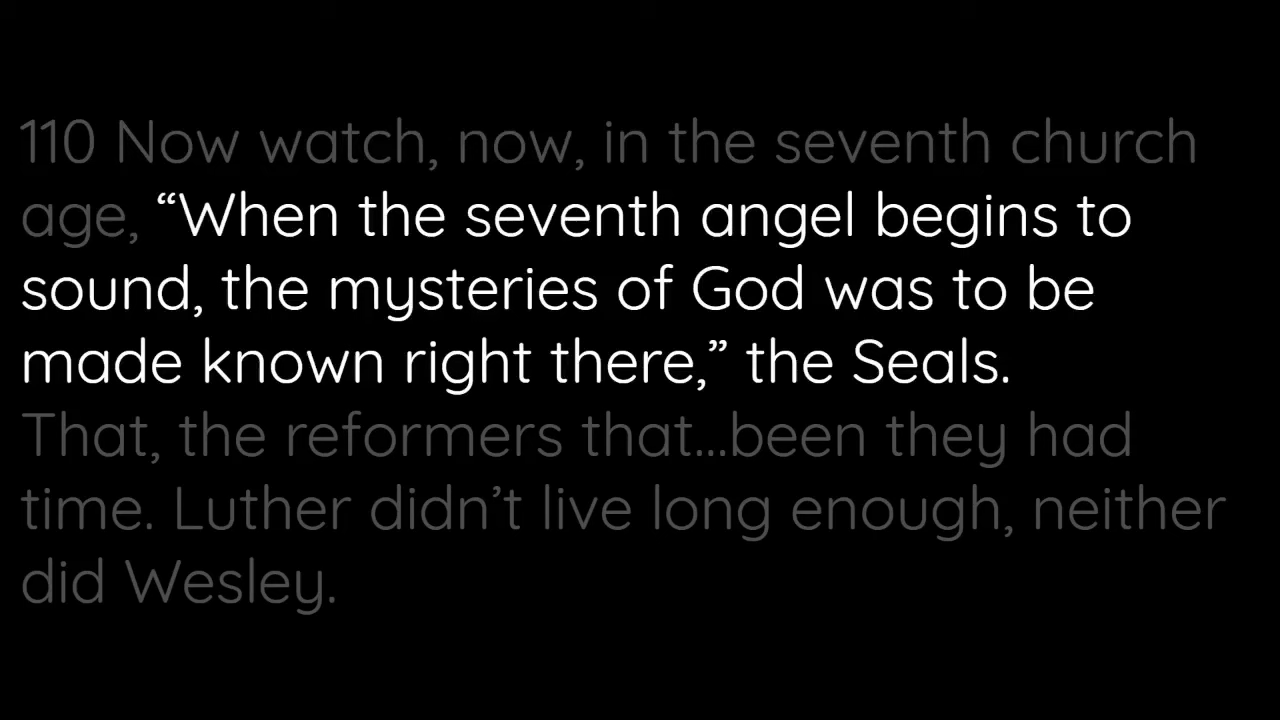 110 Now watch, now, in the seventh church
age, “When the seventh angel begins to
sound, the mysteries of God was to be
made known right there,” the Seals.
That, the reformers that...been they had
time. Luther didn’t live long enough, neither
did Wesley.